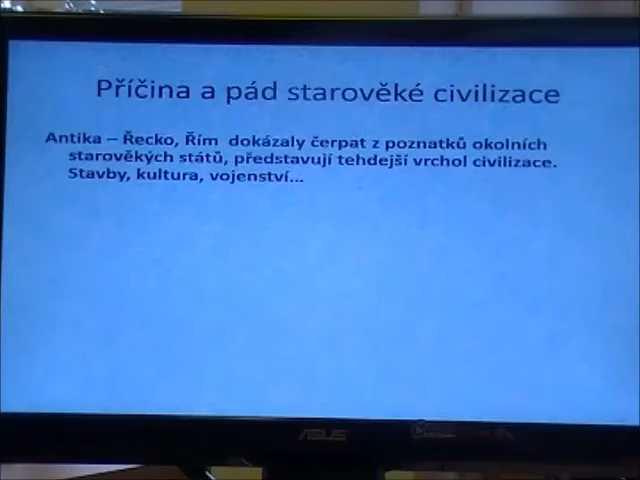 Příčina a pád starověké civilizace
Antika – Řecko, Řím dokázaly čerpat z poznatků okolních
starověkých států, představují tehdejší vrchol civilizace.
Stavby, kultura, vojenství...
ASUS